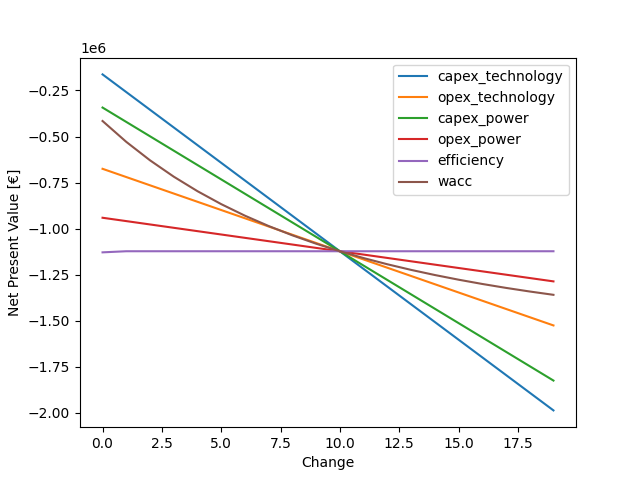 1e6
capex_technology
opex_technology
capex_power
opex_power
efficiency
wacc
Net Present Value [€]
−0.25
−0.50
−0.75
−1.00
−1.25
−1.50
−1.75
−2.00
0.0 2.5 5.0 7.5 10.0 12.5 15.0 17.5
Change